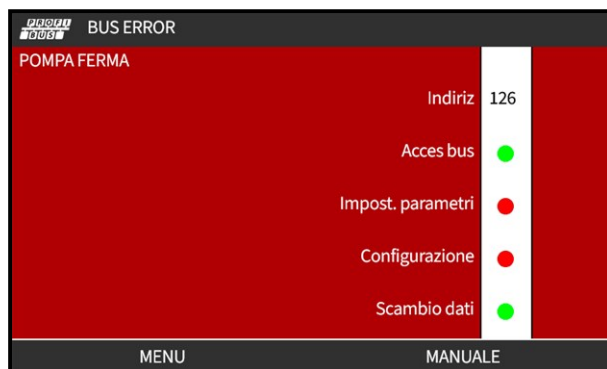 PROFI BUS BUS ERROR
POMPA FERMA
Indiriz 126
Acces bus
Impost. parametri
Configurazione
Scambio dati
MENU MANUALE